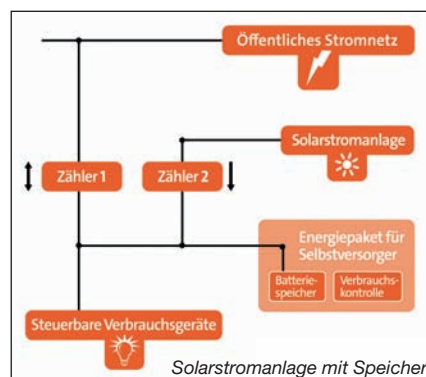 Öffentliches Stromnetz
Solarstromanlage
Zähler 1
Zähler 2
Energiepaket für
Selbstversorger
Batterie-
speicher
Verbrauchs-
kontrolle
Steuerbare Verbrauchsgeräte
Solarstromanlage mit Speicher